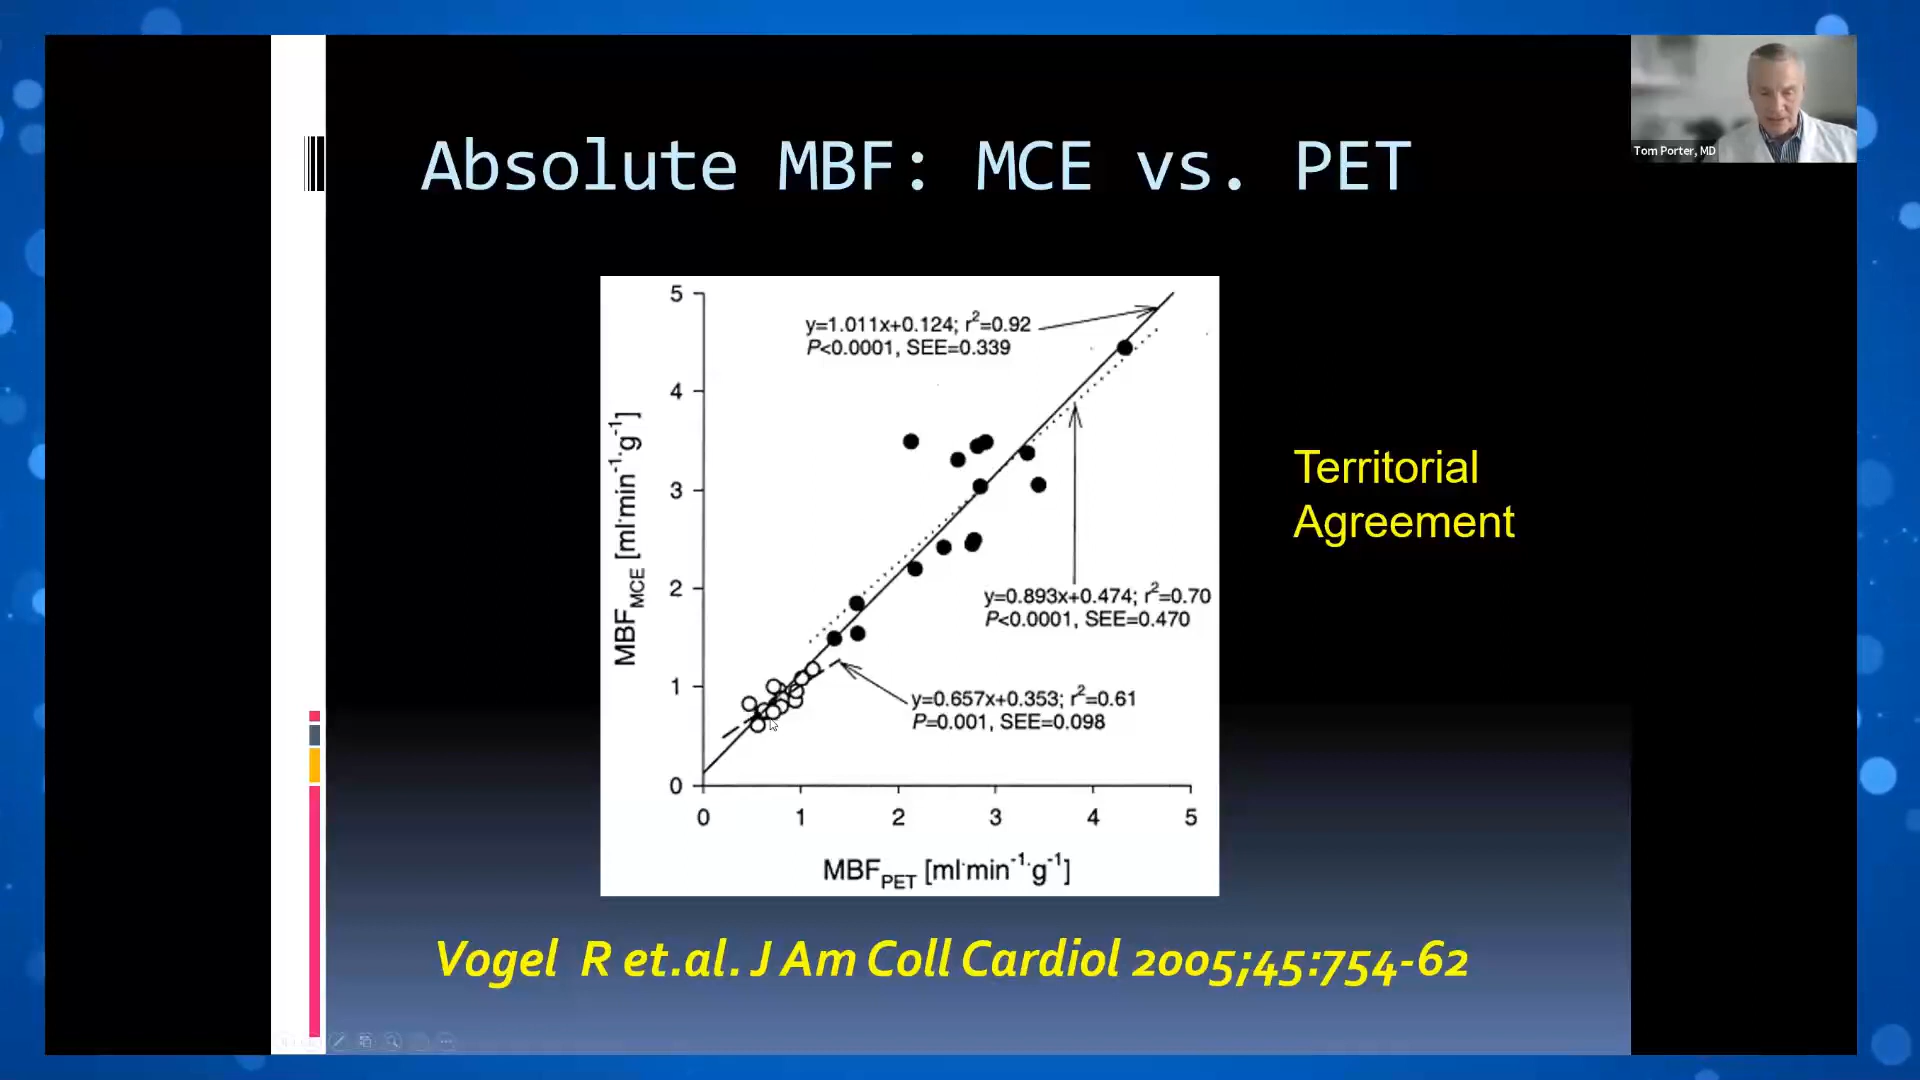 Absolute MBF: MCE vs. PET
Tom Porter, MD
5
y=1.011x+0.124; r²=0.92
P<0.0001, SEE=0.339
4
3
2
1
0
y=0.893x+0.474; r²=0.70
P<0.0001, SEE=0.470
y=0.657x+0.353; r²=0.61
P=0.001, SEE=0.098
MBF_MCE [ml·min⁻¹·g⁻¹]
0 1 2 3 4 5
MBF_PET [ml·min⁻¹·g⁻¹]
Territorial
Agreement
Vogel R et.al. J Am Coll Cardiol 2005;45:754-62